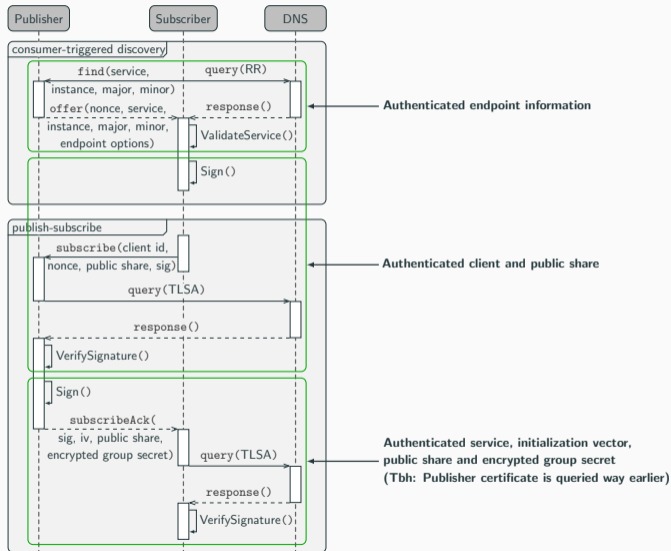 Publisher
Subscriber
DNS
consumer-triggered discovery
find(service,
query(RR)
instance, major, minor)
offer(nonce, service,
response()
Authenticated endpoint information
instance, major, minor,
endpoint options)
ValidateService()
Sign()
publish-subscribe
subscribe(client id,
nonce, public share, sig)
Authenticated client and public share
query(TLSA)
response()
VerifySignature()
Sign()
subscribeAck(
sig, iv, public share,
encrypted group secret)
query(TLSA)
Authenticated service, initialization vector,
public share and encrypted group secret
(Tbh: Publisher certificate is queried way earlier)
response()
VerifySignature()